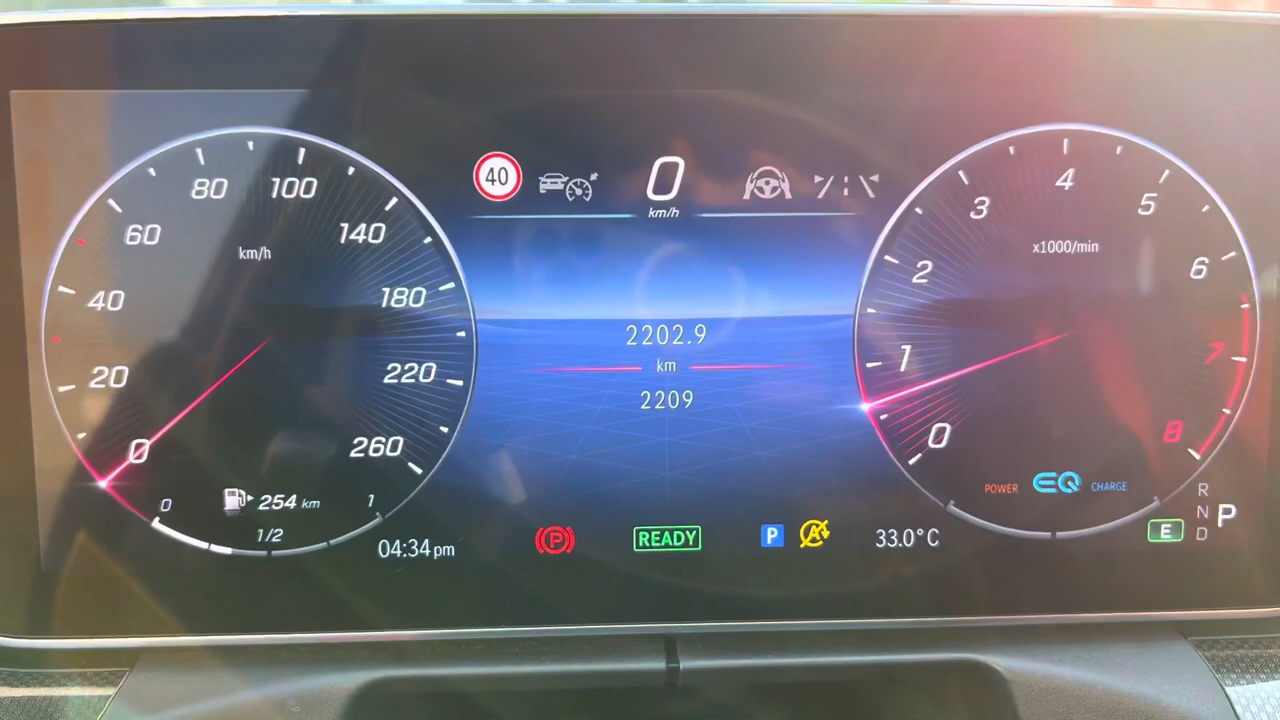 40
0
km/h
0
20
40
60
80
100
140
180
220
260
km/h
0
1/2
1
254 km
04:34 pm
2202.9
km
2209
P
READY
P
A
33.0°C
0
1
2
3
4
5
6
7
8
x1000/min
POWER EQ CHARGE
E
R
N
D
P